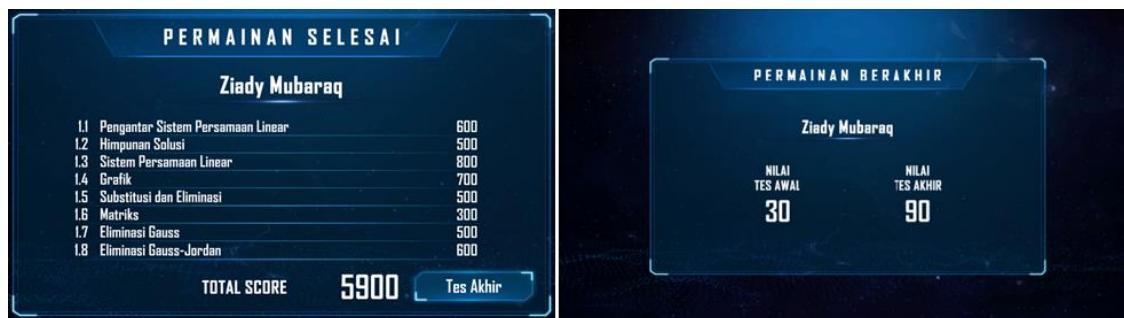 PERMAINAN SELESAI
Ziady Mubaraq
1.1 Pengantar Sistem Persamaan Linear 600
1.2 Himpunan Solusi 500
1.3 Sistem Persamaan Linear 800
1.4 Grafik 700
1.5 Substitusi dan Eliminasi 500
1.6 Matriks 300
1.7 Eliminasi Gauss 500
1.8 Eliminasi Gauss-Jordan 600
TOTAL SCORE 5900 Tes Akhir
PERMAINAN BERAKHIR
Ziady Mubaraq
NILAI NILAI
TES AWAL TES AKHIR
30 90